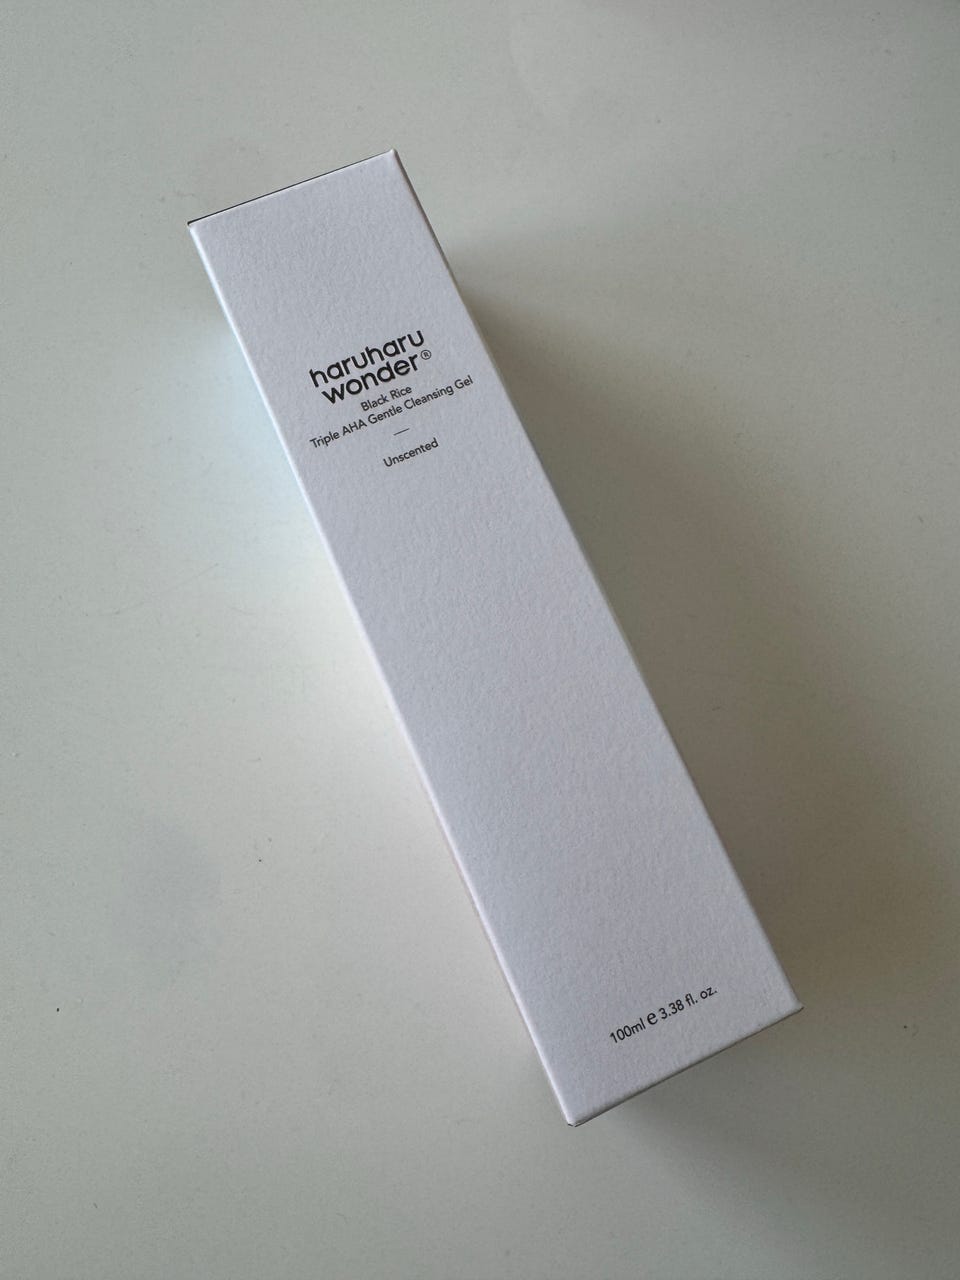 haruharu
wonder®
Black Rice
Triple AHA Gentle Cleansing Gel
Unscented
100ml ℮ 3.38 fl. oz.